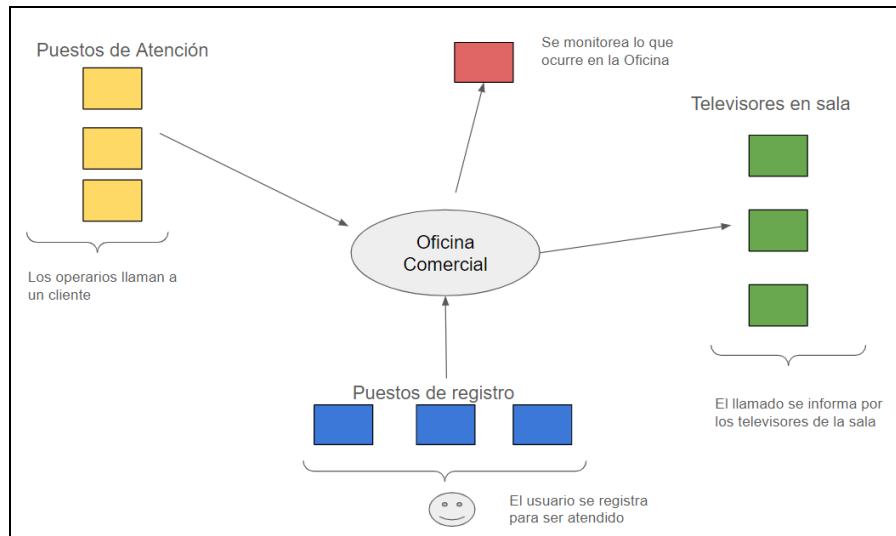 Puestos de Atención
Se monitorea lo que
ocurre en la Oficina
Televisores en sala
Oficina
Comercial
Los operarios llaman a
un cliente
Puestos de registro
El llamado se informa por
los televisores de la sala
El usuario se registra
para ser atendido